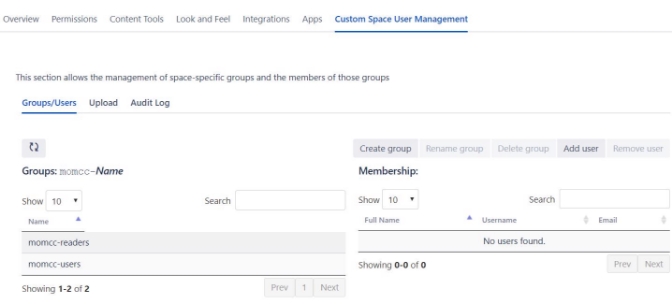 Overview Permissions Content Tools Look and Feel Integrations Apps Custom Space User Management
This section allows the management of space-specific groups and the members of those groups
Groups/Users Upload Audit Log
Create group Rename group Delete group Add user Remove user
Groups: momcc-Name
Membership:
Show 10 Search
Show 10 Search
Name
Full Name Username Email
momcc-readers
No users found.
momcc-users
Showing 0-0 of 0 Prev Next
Showing 1-2 of 2 Prev 1 Next